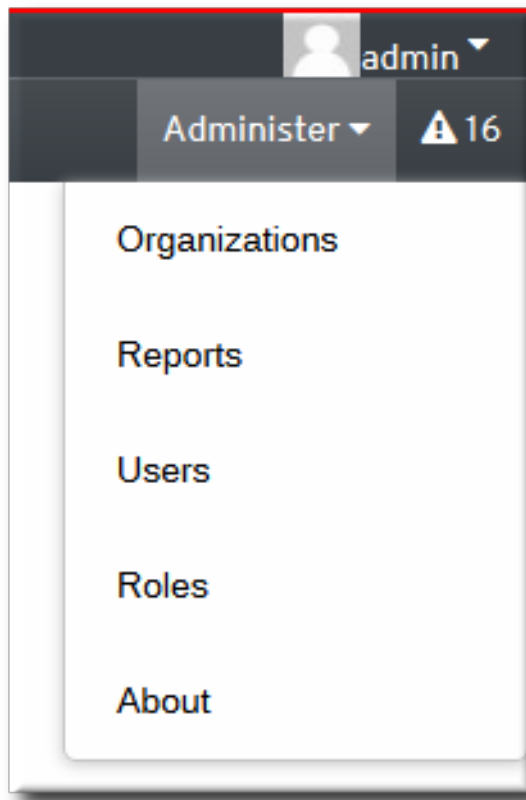 admin
Administer 16
Organizations
Reports
Users
Roles
About